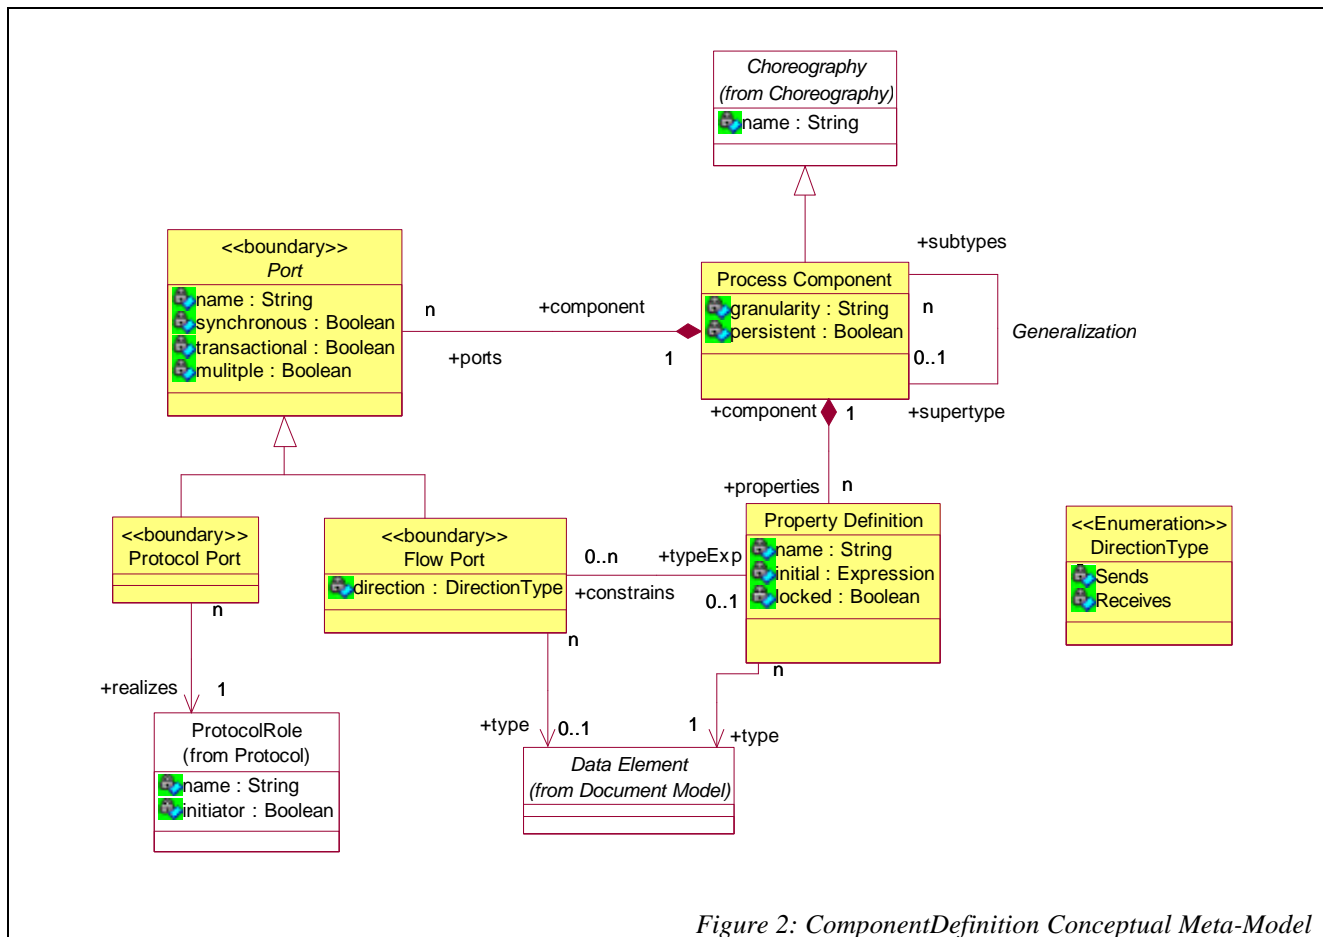 Choreography
(from Choreography)
name : String
<<boundary>>
Port
name : String
synchronous : Boolean
transactional : Boolean
mulitple : Boolean
n
+component
+ports
1
Process Component
granularity : String
persistent : Boolean
+subtypes
n
Generalization
0..1
+supertype
+component
1
+properties
n
<<boundary>>
Protocol Port
n
<<boundary>>
Flow Port
direction : DirectionType
n
0..n
+typeExp
+constrains
0..1
Property Definition
name : String
initial : Expression
locked : Boolean
n
<<Enumeration>>
DirectionType
Sends
Receives
+realizes
1
ProtocolRole
(from Protocol)
name : String
initiator : Boolean
+type
0..1
1
+type
Data Element
(from Document Model)
Figure 2: ComponentDefinition Conceptual Meta-Model